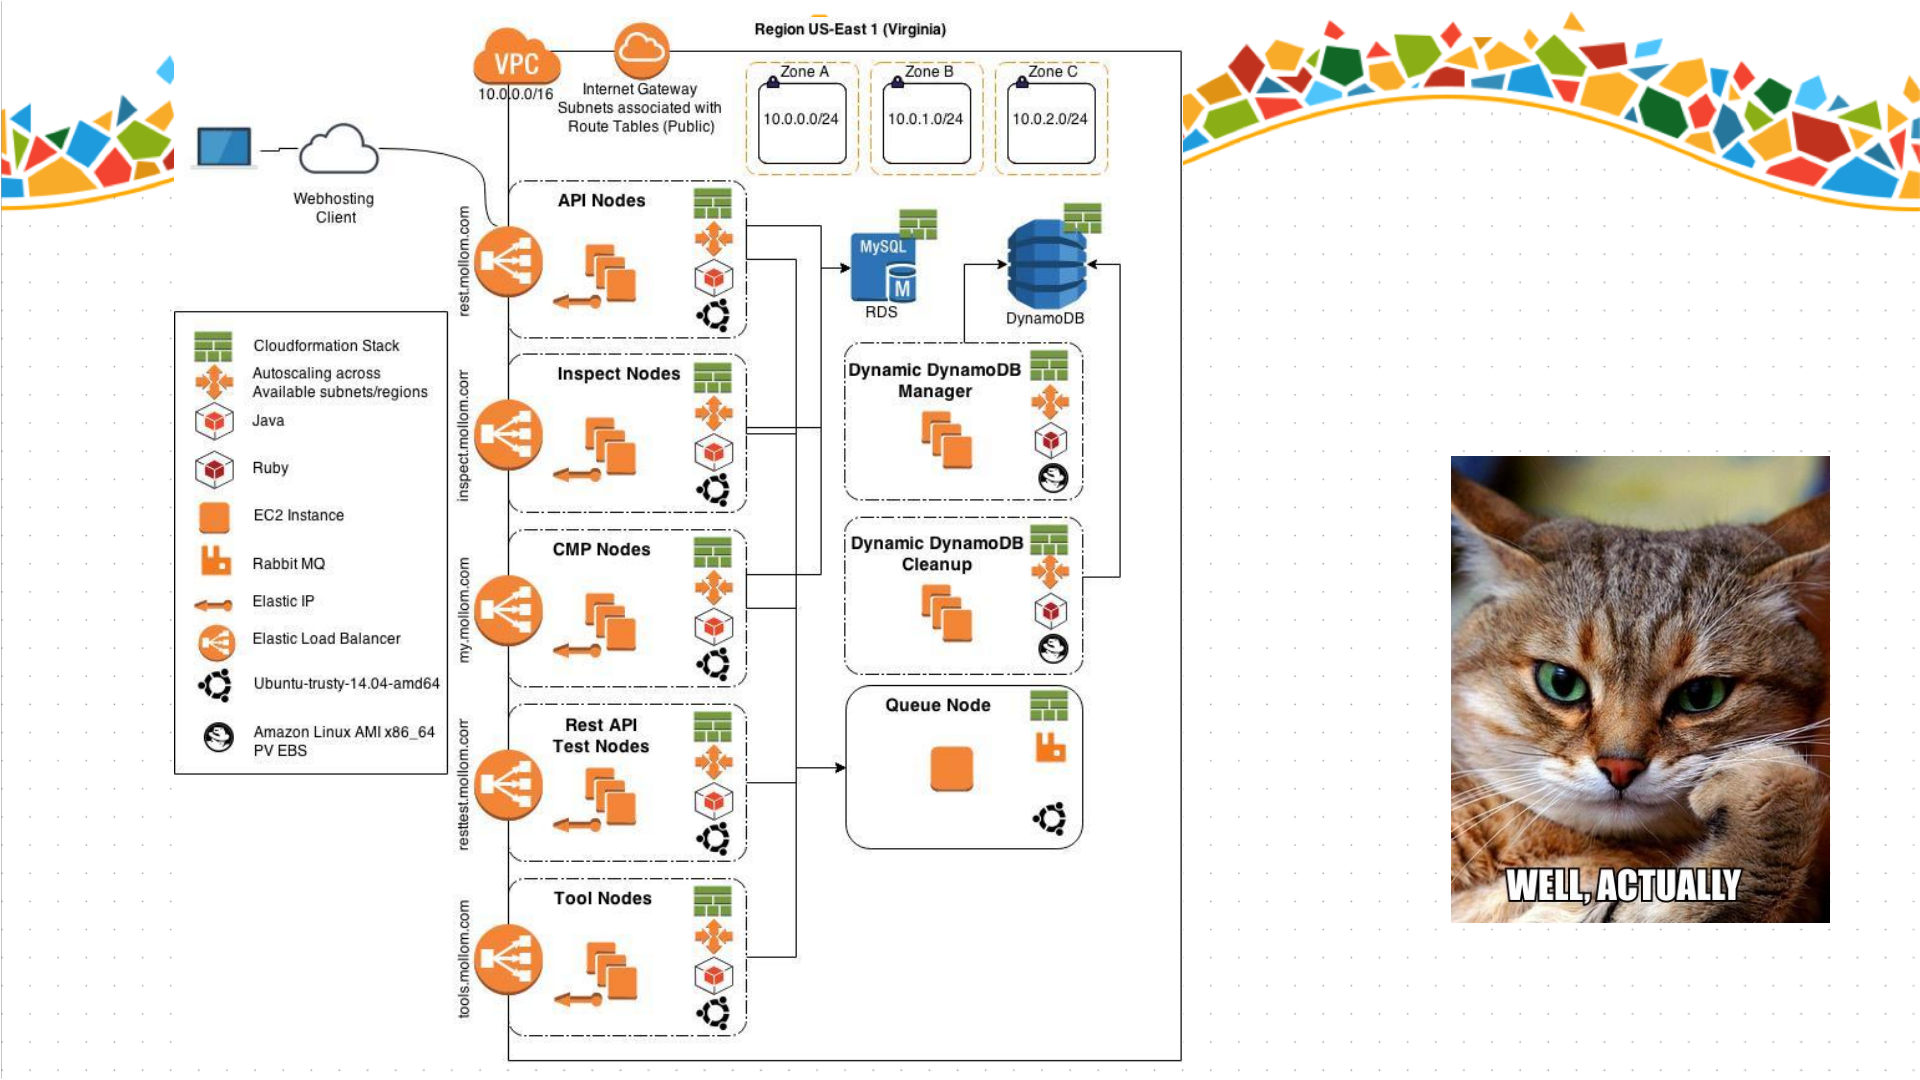 Region US-East 1 (Virginia)
VPC
10.0.0.0/16
Internet Gateway
Subnets associated with
Route Tables (Public)
Zone A
10.0.0.0/24
Zone B
10.0.1.0/24
Zone C
10.0.2.0/24
Webhosting
Client
rest.mollom.com
API Nodes
MySQL
M
RDS
DynamoDB
Cloudformation Stack
Autoscaling across
Available subnets/regions
Java
Ruby
EC2 Instance
Rabbit MQ
Elastic IP
Elastic Load Balancer
Ubuntu-trusty-14.04-amd64
Amazon Linux AMI x86_64
PV EBS
inspect.mollom.com
Inspect Nodes
Dynamic DynamoDB
Manager
my.mollom.com
CMP Nodes
Dynamic DynamoDB
Cleanup
resttest.mollom.com
Rest API
Test Nodes
Queue Node
tools.mollom.com
Tool Nodes
WELL, ACTUALLY